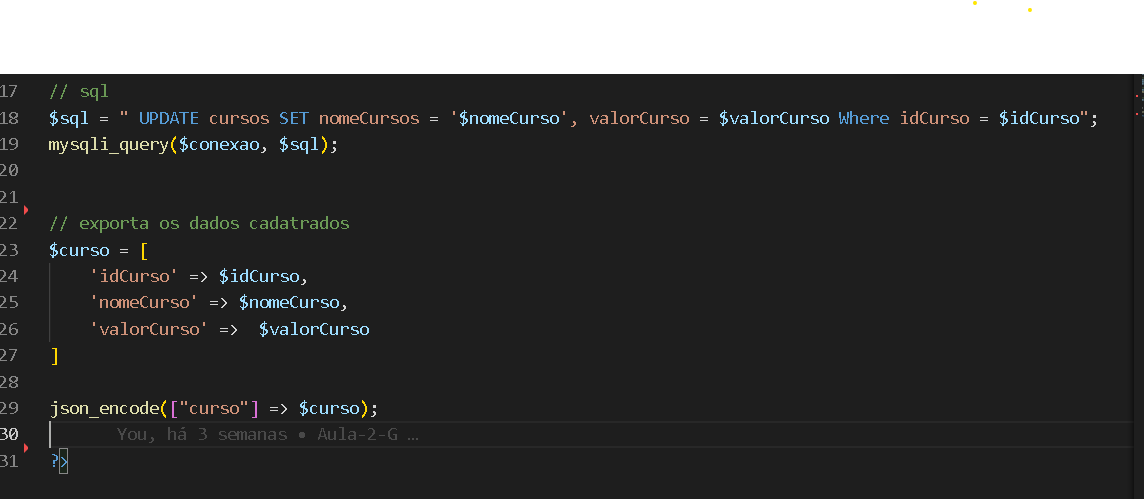 17 // sql
18 $sql = " UPDATE cursos SET nomeCursos = '$nomeCurso', valorCurso = $valorCurso Where idCurso = $idCurso";
19 mysqli_query($conexao, $sql);
20
21
22 // exporta os dados cadatrados
23 $curso = [
24 'idCurso' => $idCurso,
25 'nomeCurso' => $nomeCurso,
26 'valorCurso' =>  $valorCurso
27 ]
28
29 json_encode(["curso"] => $curso);
30 You, há 3 semanas • Aula-2-G …
31 ?>